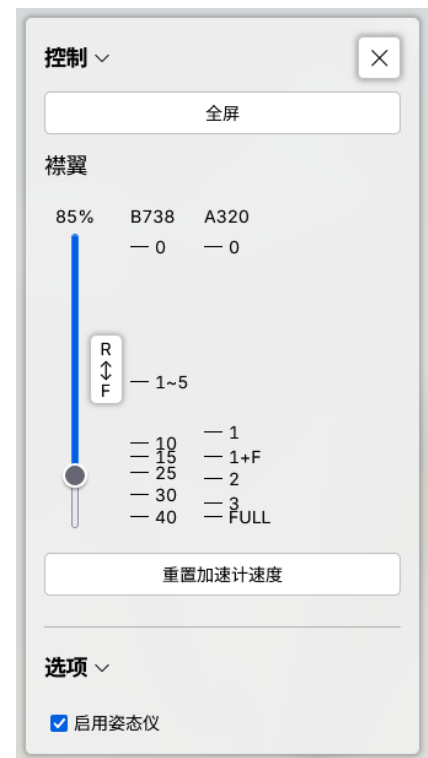 控制
全屏
襟翼
85% B738 A320
— 0 — 0
R
↕
F
— 1~5
— 1
— 10
— 15 — 1+F
— 25 — 2
— 30 — 3
— 40 — FULL
重置加速计速度
选项
启用姿态仪